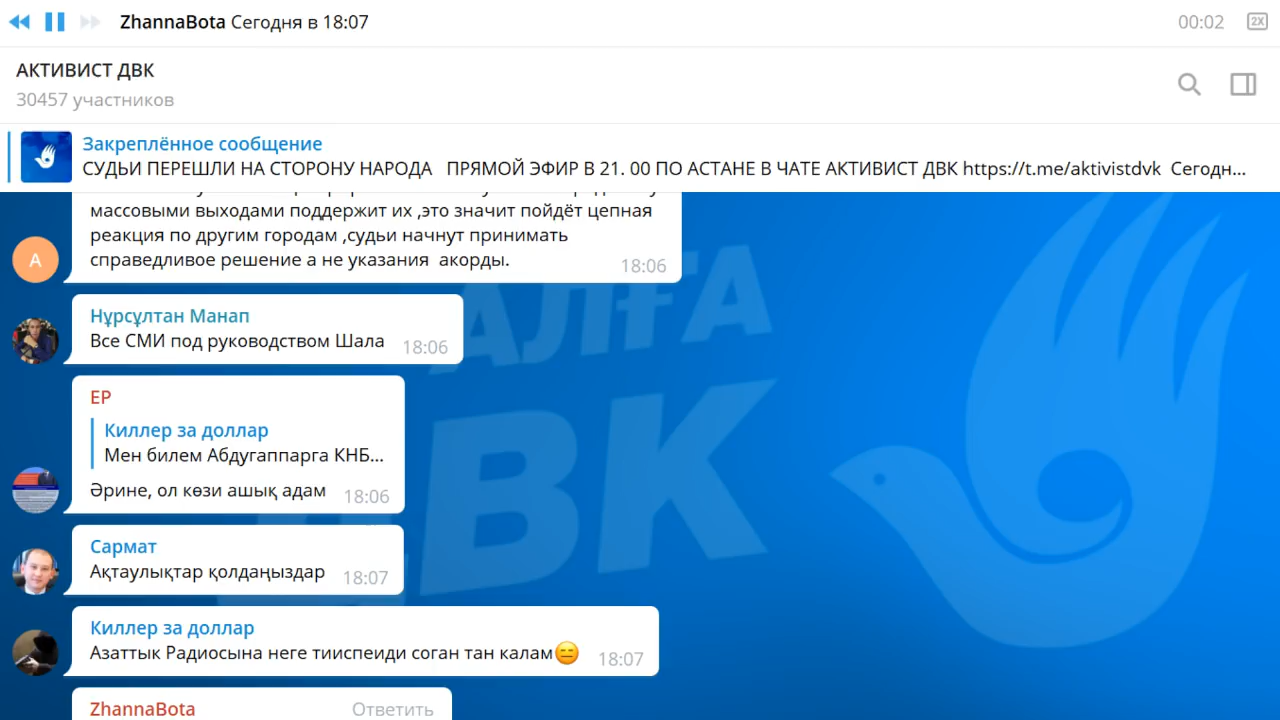 ZhannaBota Сегодня в 18:07
00:02
2X
АКТИВИСТ ДВК
30457 участников
Закреплённое сообщение
СУДЬИ ПЕРЕШЛИ НА СТОРОНУ НАРОДА ПРЯМОЙ ЭФИР В 21. 00 ПО АСТАНЕ В ЧАТЕ АКТИВИСТ ДВК https://t.me/aktivistdvk Сегодн...
массовыми выходами поддержит их ,это значит пойдёт цепная
реакция по другим городам ,судьи начнут принимать
справедливое решение а не указания акорды.
18:06
А
Нұрсұлтан Манап
Все СМИ под руководством Шала
18:06
ЕР
Киллер за доллар
Мен билем Абдугаппарга КНБ...
Әрине, ол көзи ашық адам
18:06
Сармат
Ақтаулықтар қолдаңыздар
18:07
Киллер за доллар
Азаттык Радиосына неге тииспеиди соган тан калам😑
18:07
ZhannaBota
Ответить
АЛҒА
ДВК